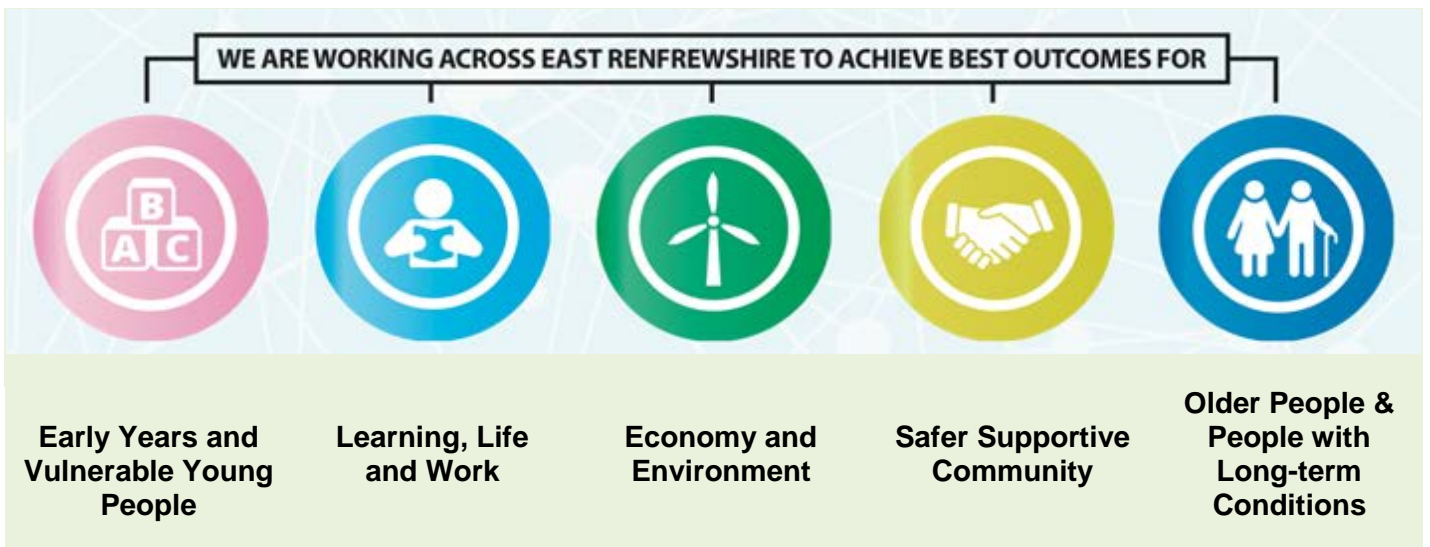 WE ARE WORKING ACROSS EAST RENFREWSHIRE TO ACHIEVE BEST OUTCOMES FOR
B
A C
Early Years and
Vulnerable Young
People
Learning, Life
and Work
Economy and
Environment
Safer Supportive
Community
Older People &
People with
Long-term
Conditions